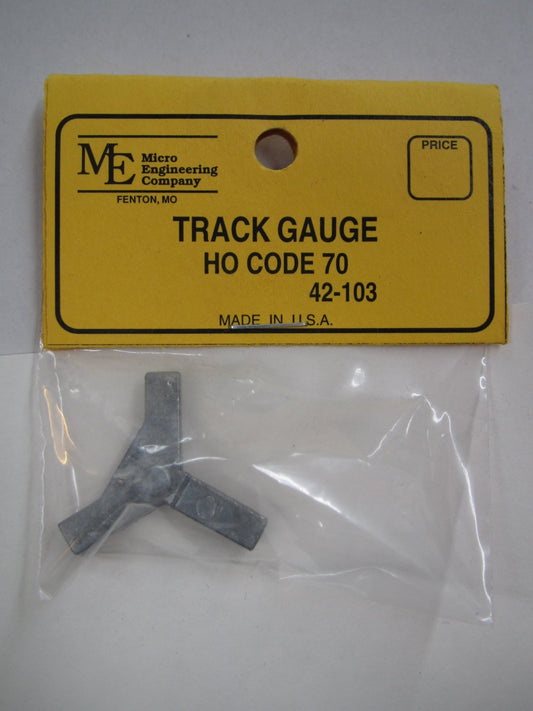 ME Micro
Engineering
Company
FENTON, MO
PRICE
TRACK GAUGE
HO CODE 70
42-103
MADE IN U.S.A.